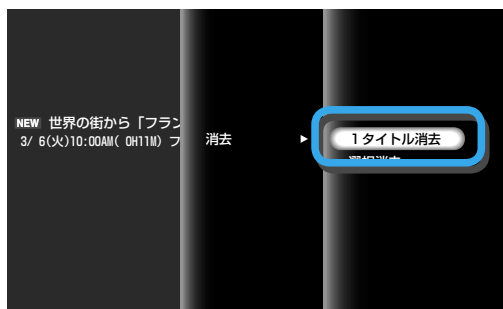 NEW 世界の街から「フラン
3/ 6(火)10:00AM( 0H11M) フ
消去 ▶
1タイトル消去